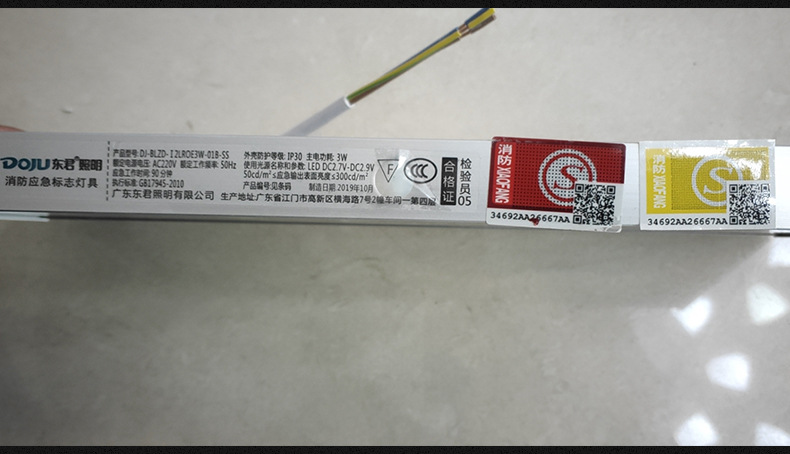 DOJU东君照明
消防应急标志灯具
产品型号: DJ-BLZD-I2LROE3W-01B-SS
额定电源电压: AC220V 额定工作频率: 50Hz
应急工作时间: 90分钟
执行标准: GB17945-2010
广东东君照明有限公司
外壳防护等级: IP30 主电功耗: 3W
使用光源名称和参数: LED DC2.7V-DC2.9V
50cd/m²≤应急输出表面亮度≤300cd/m²
产品编号:见条码 制造日期 2019年10月
生产地址:广东省江门市高新区横海路7号2幢车间一第四层
F
CCC
合格证
检验员05
消防 XIAOFANG
S
34692AA26667AA
消防 XIAOFANG
S
34692AA26667AA